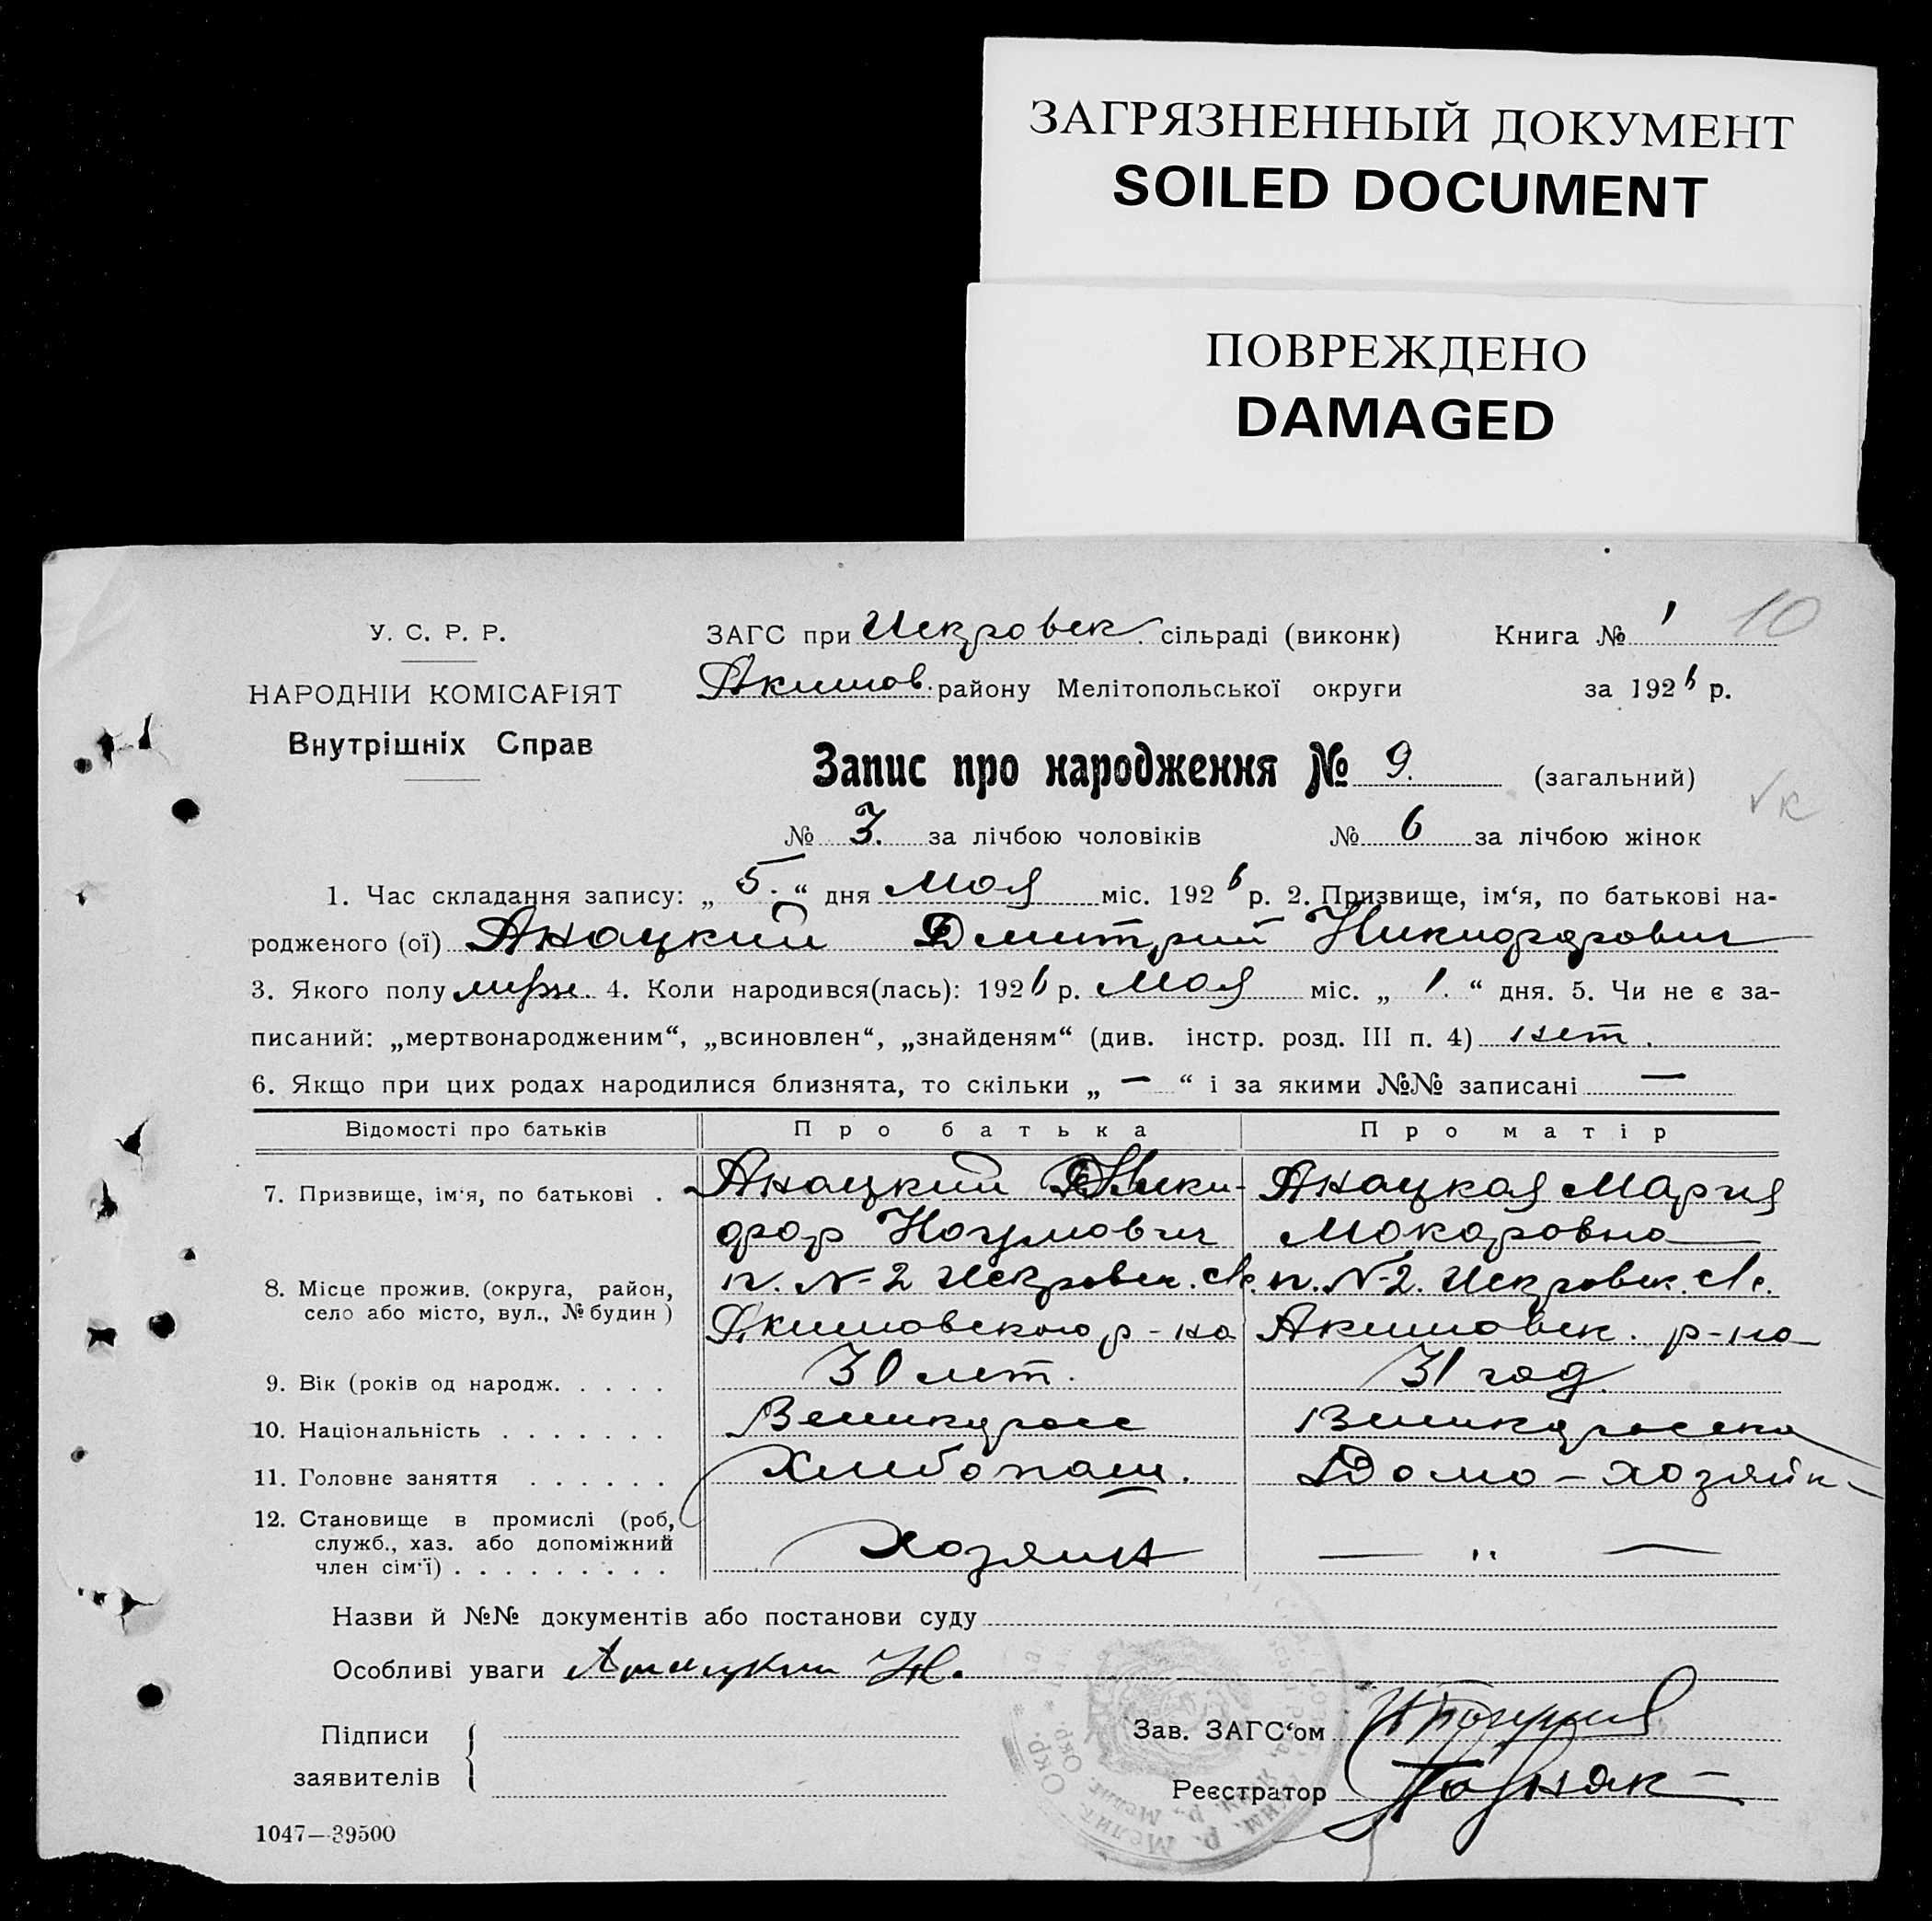 ЗАГРЯЗНЕННЫЙ ДОКУМЕНТ
SOILED DOCUMENT
ПОВРЕЖДЕНО
DAMAGED
10
У. С. Р. Р.
НАРОДНІЙ КОМІСАРІЯТ
Внутрішніх Справ
ЗАГС при Искровск. сільраді (виконк) Книга № 1
Акимов. району Мелітопольської округи за 1926 р.
Запис про народження № 9. (загальний)
№ 3. за лічбою чоловіків № 6 за лічбою жінок
1. Час складання запису: „ 5. “ дня Мая міс. 1926 р. 2. Призвище, ім‘я, по батькові на-
родженого (ої) Анацкий Дмитрий Никифорович
3. Якого полу муж. 4. Коли народився(лась): 1926 р. Мая міс. „ 1. “ дня. 5. Чи не є за-
писаний: „мертвонародженим“, „всиновлен“, „знайденям“ (див. інстр. розд. III п. 4) нет.
6. Якщо при цих родах народилися близнята, то скільки „ — “ і за якими №№ записані —
Відомості про батьків Про батька Про матір
7. Призвище, ім‘я, по батькові . Анацкий Ники- Анацкая Мария
фор Наумович Макаровна
8. Місце прожив. (округа, район, п. №2 Искровск. с/с. п. №2. Искровск. с/с.
село або місто, вул., № будин) Акимовского р-на Акимовск. р-на
9. Вік (років од народж. . . . . 30 лет. 31 год.
10. Національність . . . . . . . Великоросс Великоросска
11. Головне заняття . . . . . . Хлебопаш. Домо-хозяйк-
12. Становище в промислі (роб,
служб., хаз. або допоміжний Хозяин — „ —
член сім‘ї) . . . . . . . . .
Назви й №№ документів або постанови суду
Особливі уваги Анацкий Н.
Підписи
заявителів
Зав. ЗАГС‘ом
Реєстратор
1047—39500